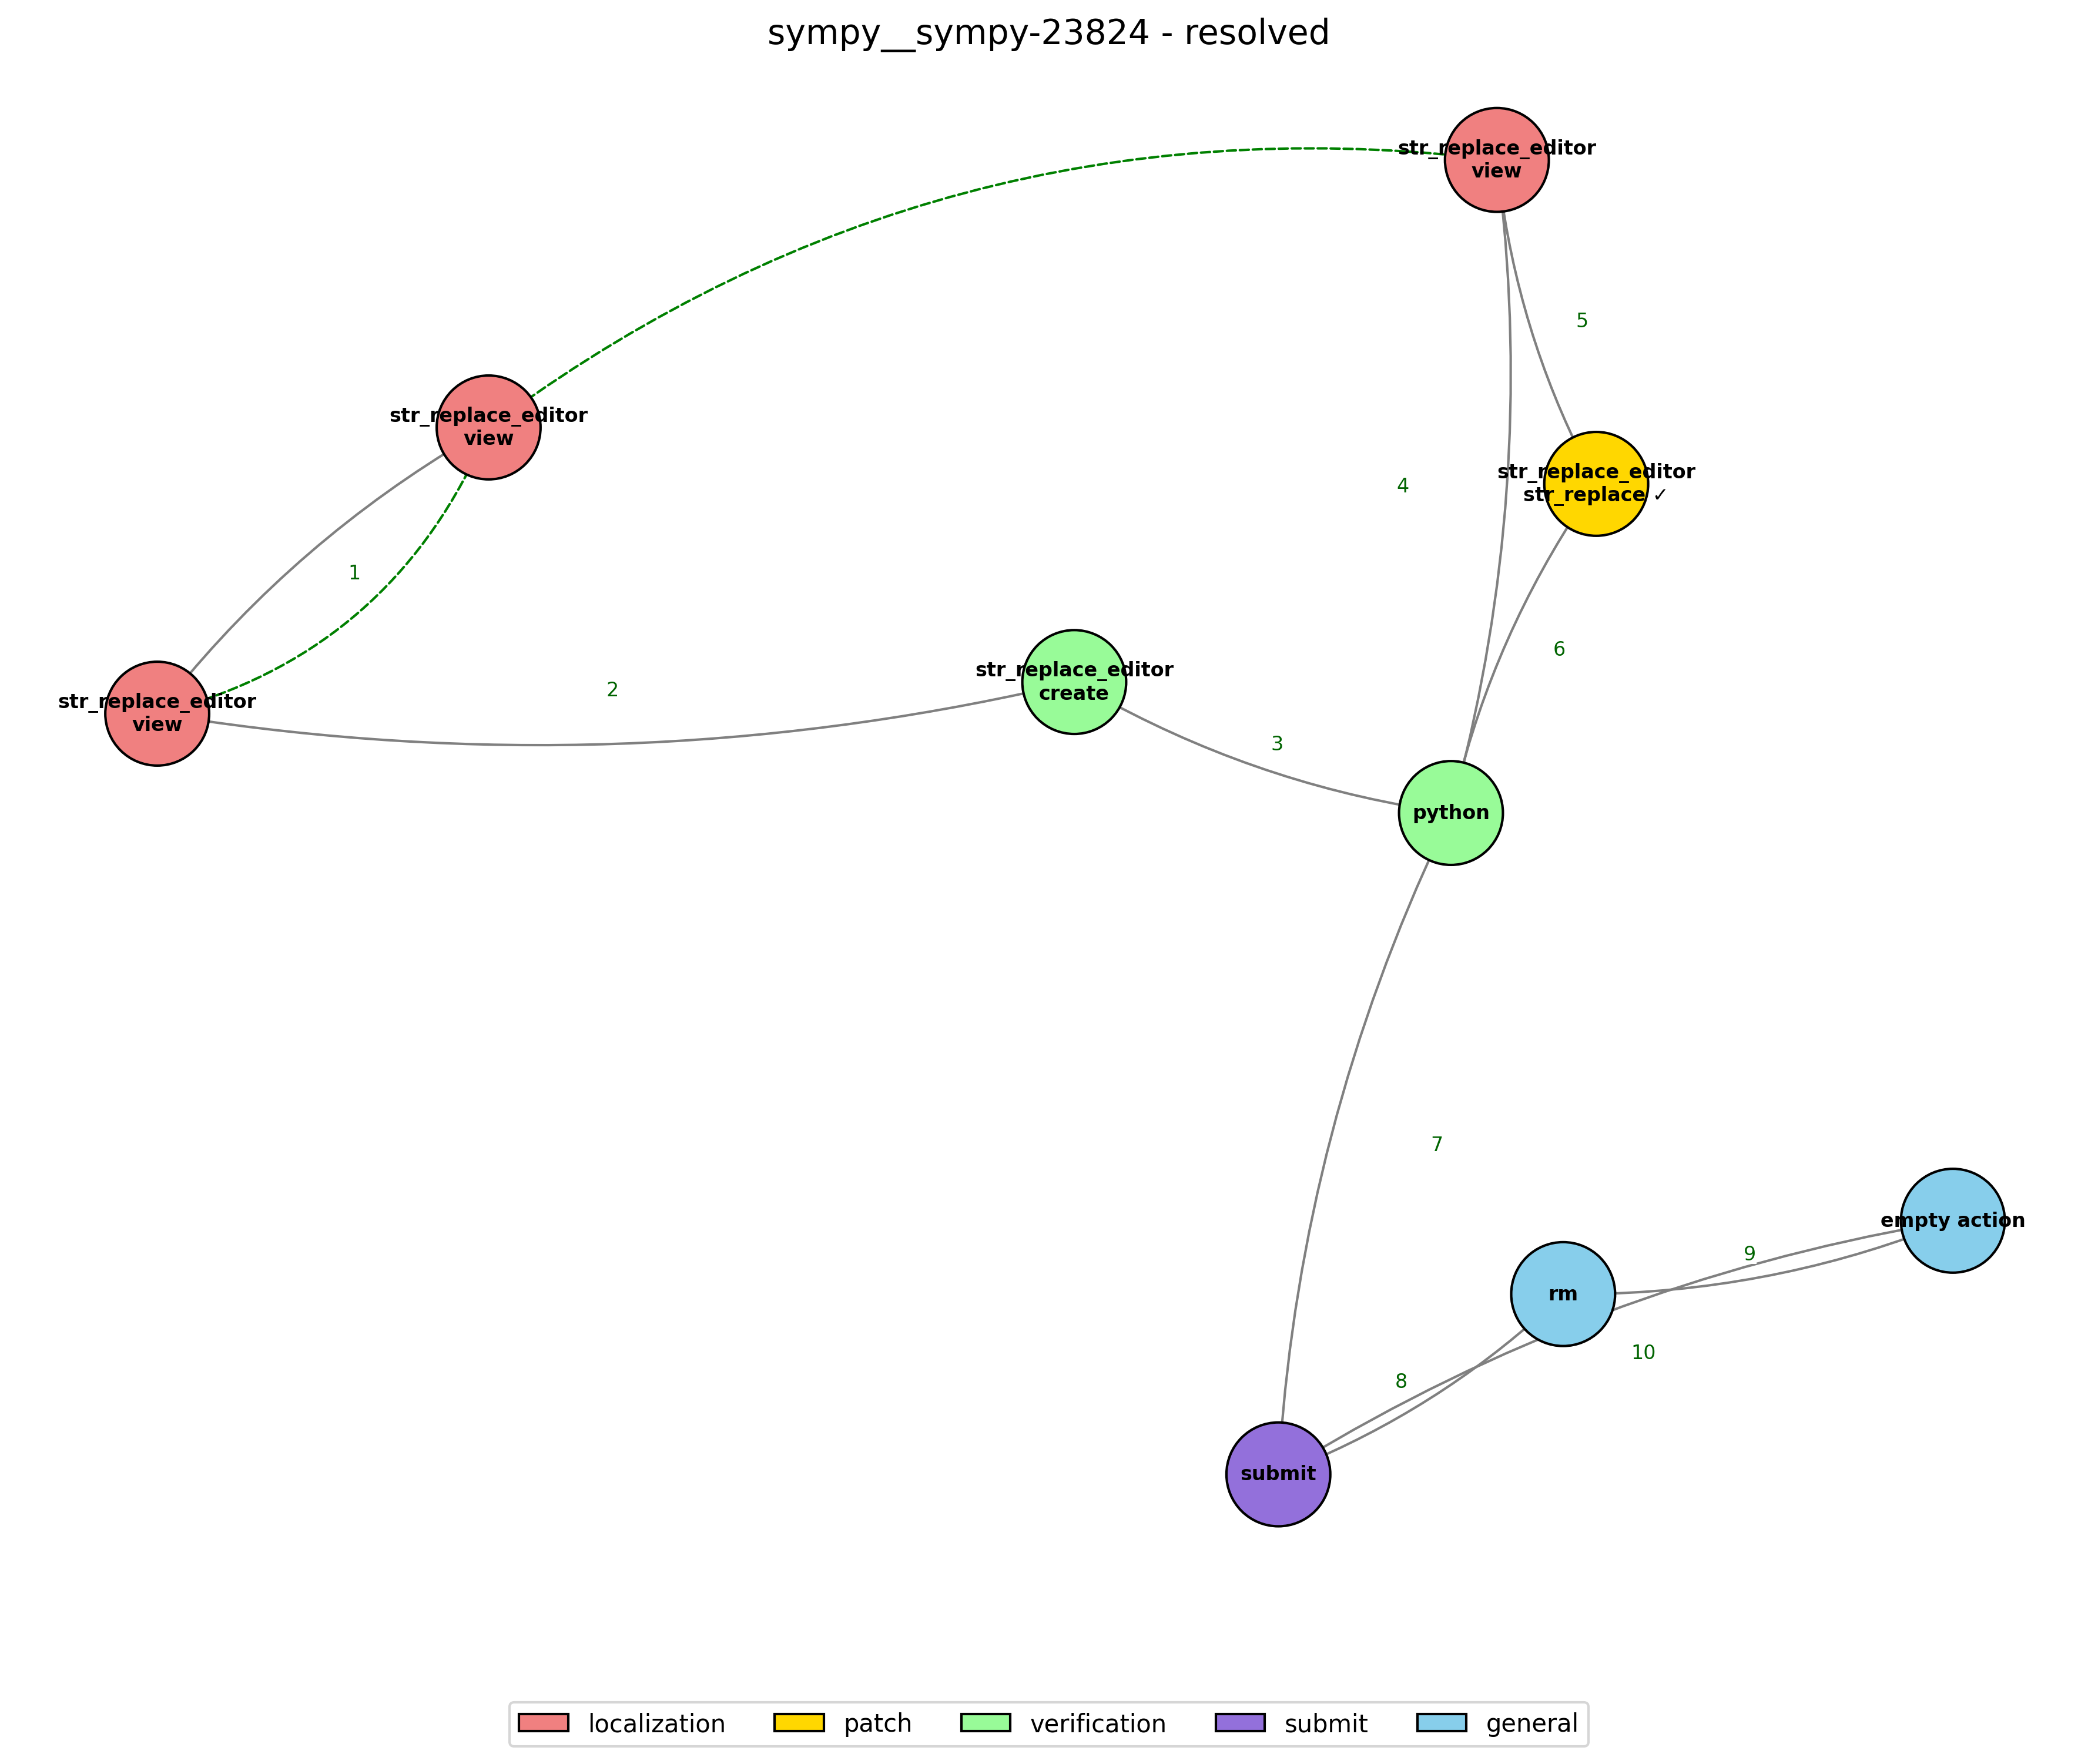 sympy__sympy-23824 - resolved
str_replace_editor
view
5
str_replace_editor
view
str_replace_editor
str_replace ✓
4
1
6
str_replace_editor
create
2
str_replace_editor
view
3
python
7
empty action
9
rm
10
8
submit
localization
patch
verification
submit
general